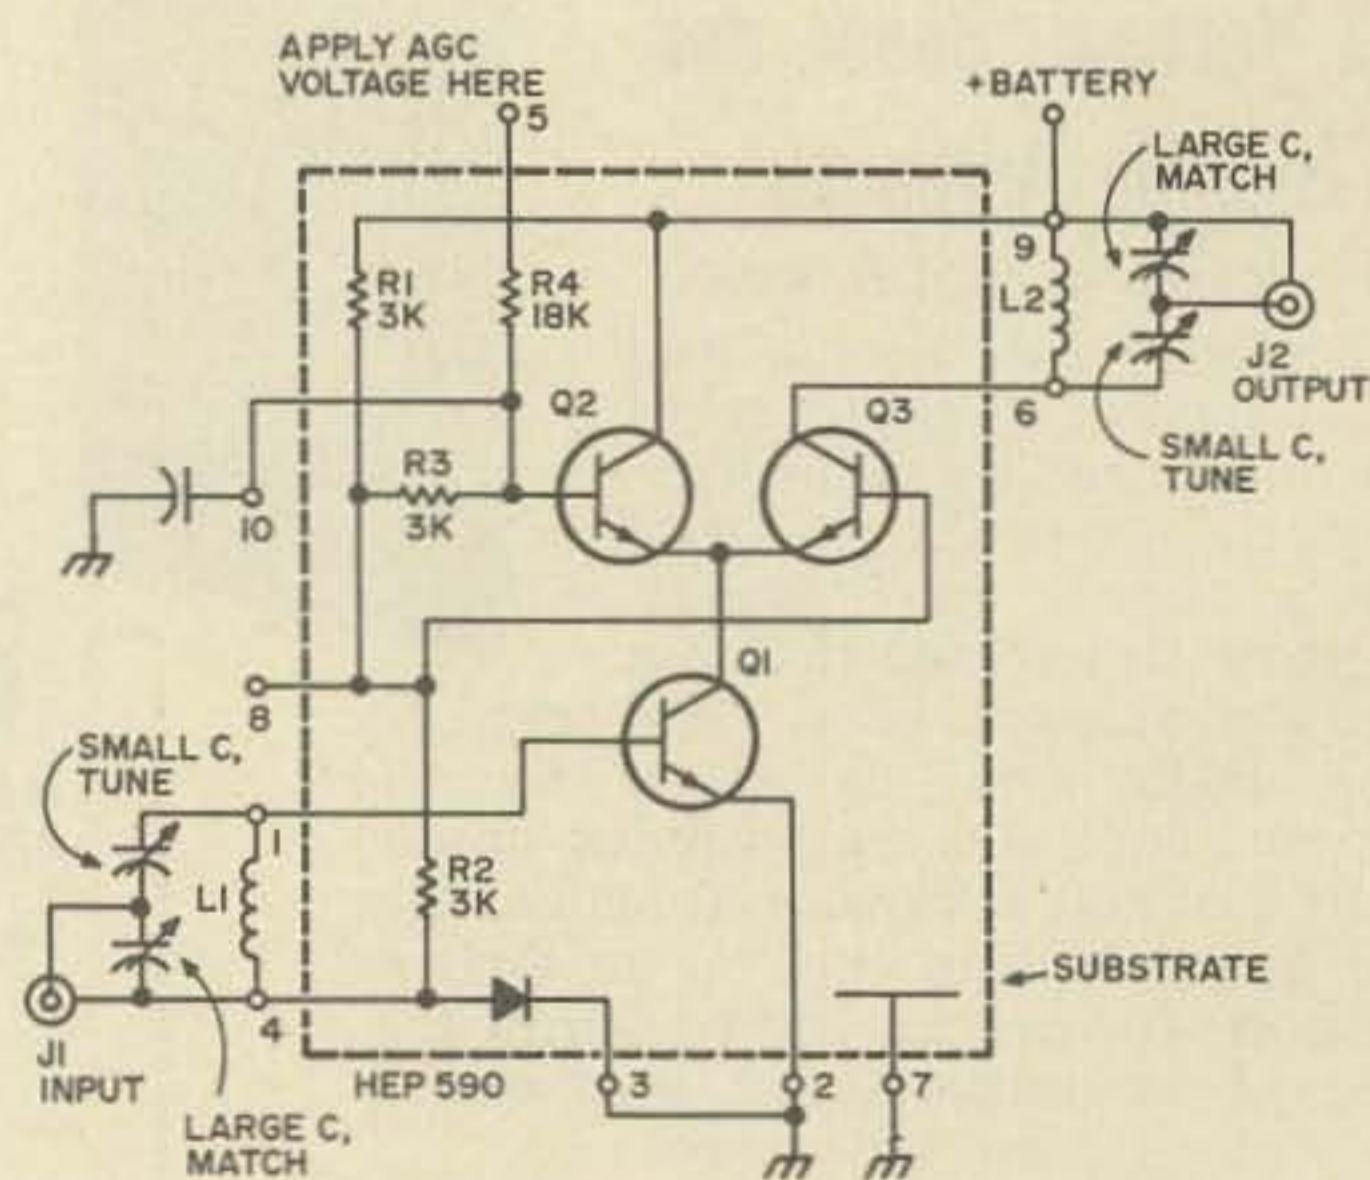 APPLY AGC
VOLTAGE HERE
5
+BATTERY
LARGE C,
MATCH
9
R1
3K
R4
18K
L2
J2
OUTPUT
Q2
Q3
6
SMALL C,
TUNE
R3
3K
10
Q1
8
SMALL C,
TUNE
1
L1
R2
3K
SUBSTRATE
4
J1
INPUT
HEP 590
3
2
7
LARGE C,
MATCH